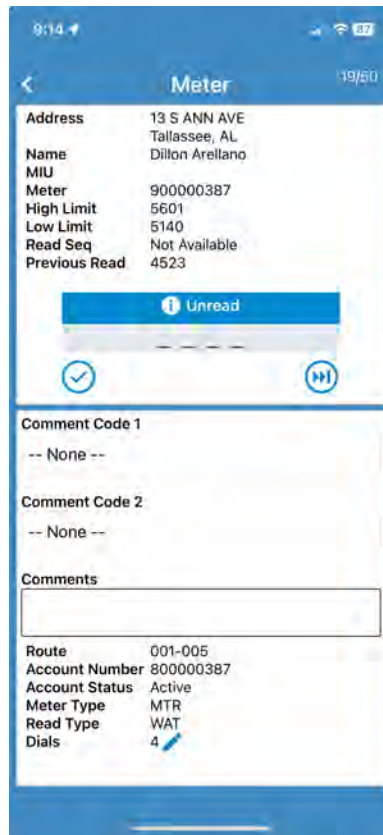 9:14 87
Meter 19/50
Address 13 S ANN AVE
Tallassee, AL
Name Dillon Arellano
MIU
Meter 900000387
High Limit 5601
Low Limit 5140
Read Seq Not Available
Previous Read 4523
Unread
_ _ _ _
Comment Code 1
-- None --
Comment Code 2
-- None --
Comments
Route 001-005
Account Number 800000387
Account Status Active
Meter Type MTR
Read Type WAT
Dials 4